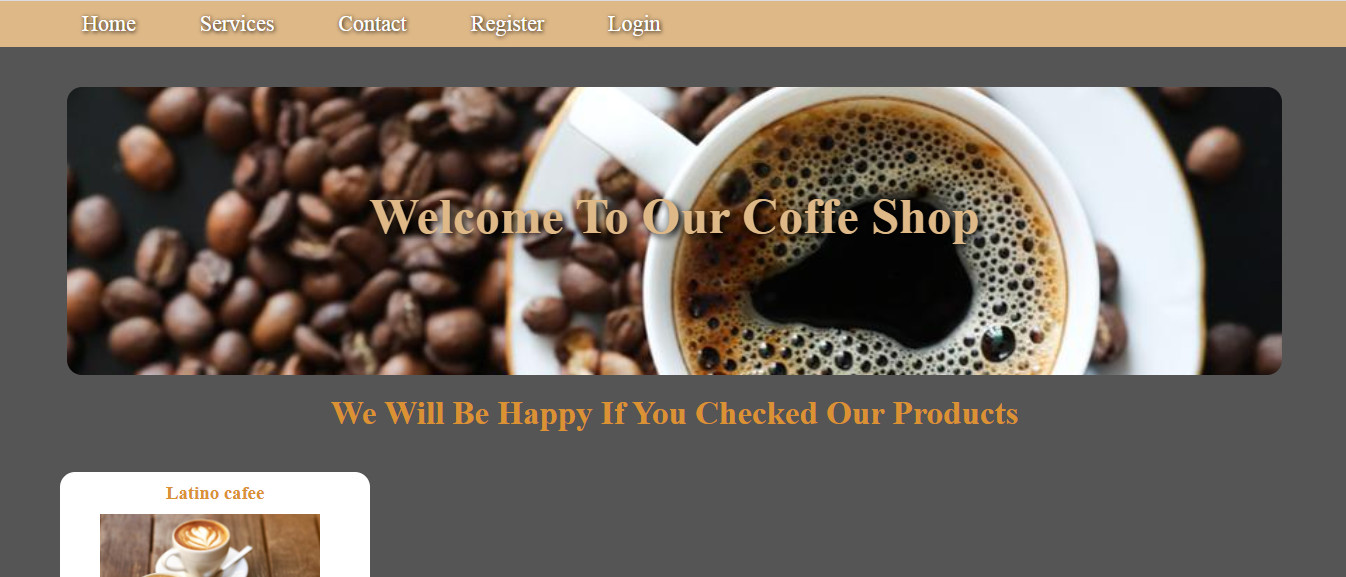 Home Services Contact Register Login
Welcome To Our Coffe Shop
We Will Be Happy If You Checked Our Products
Latino cafee